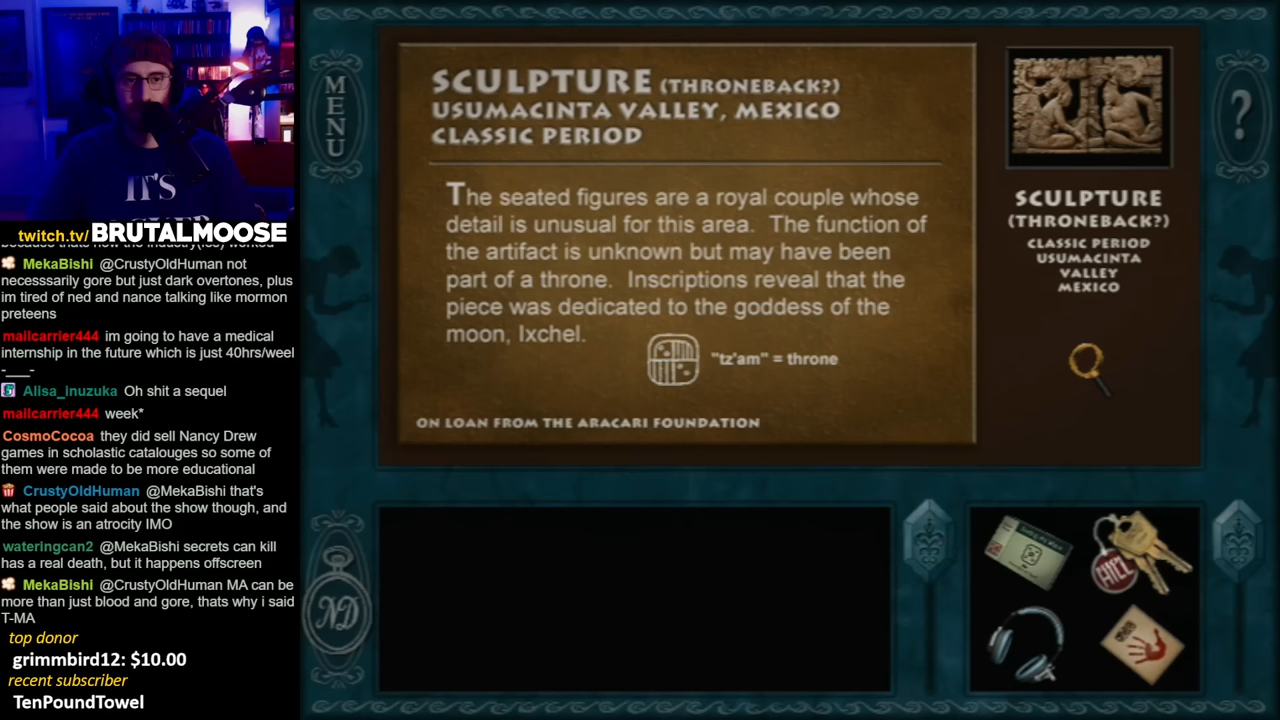 IT'S
twitch.tv/BRUTALMOOSE
MekaBishi @CrustyOldHuman not
necesssarily gore but just dark overtones, plus
im tired of ned and nance talking like mormon
preteens
mailcarrier444 im going to have a medical
internship in the future which is just 40hrs/weel
-___-
Alisa_inuzuka Oh shit a sequel
mailcarrier444 week*
CosmoCocoa they did sell Nancy Drew
games in scholastic catalouges so some of
them were made to be more educational
CrustyOldHuman @MekaBishi that's
what people said about the show though, and
the show is an atrocity IMO
wateringcan2 @MekaBishi secrets can kill
has a real death, but it happens offscreen
MekaBishi @CrustyOldHuman MA can be
more than just blood and gore, thats why i said
T-MA
top donor
grimmbird12: $10.00
recent subscriber
TenPoundTowel
MENU
SCULPTURE (THRONEBACK?)
USUMACINTA VALLEY, MEXICO
CLASSIC PERIOD
The seated figures are a royal couple whose
detail is unusual for this area. The function of
the artifact is unknown but may have been
part of a throne. Inscriptions reveal that the
piece was dedicated to the goddess of the
moon, Ixchel.
"tz'am" = throne
ON LOAN FROM THE ARACARI FOUNDATION
SCULPTURE
(THRONEBACK?)
CLASSIC PERIOD
USUMACINTA
VALLEY
MEXICO
?
ND